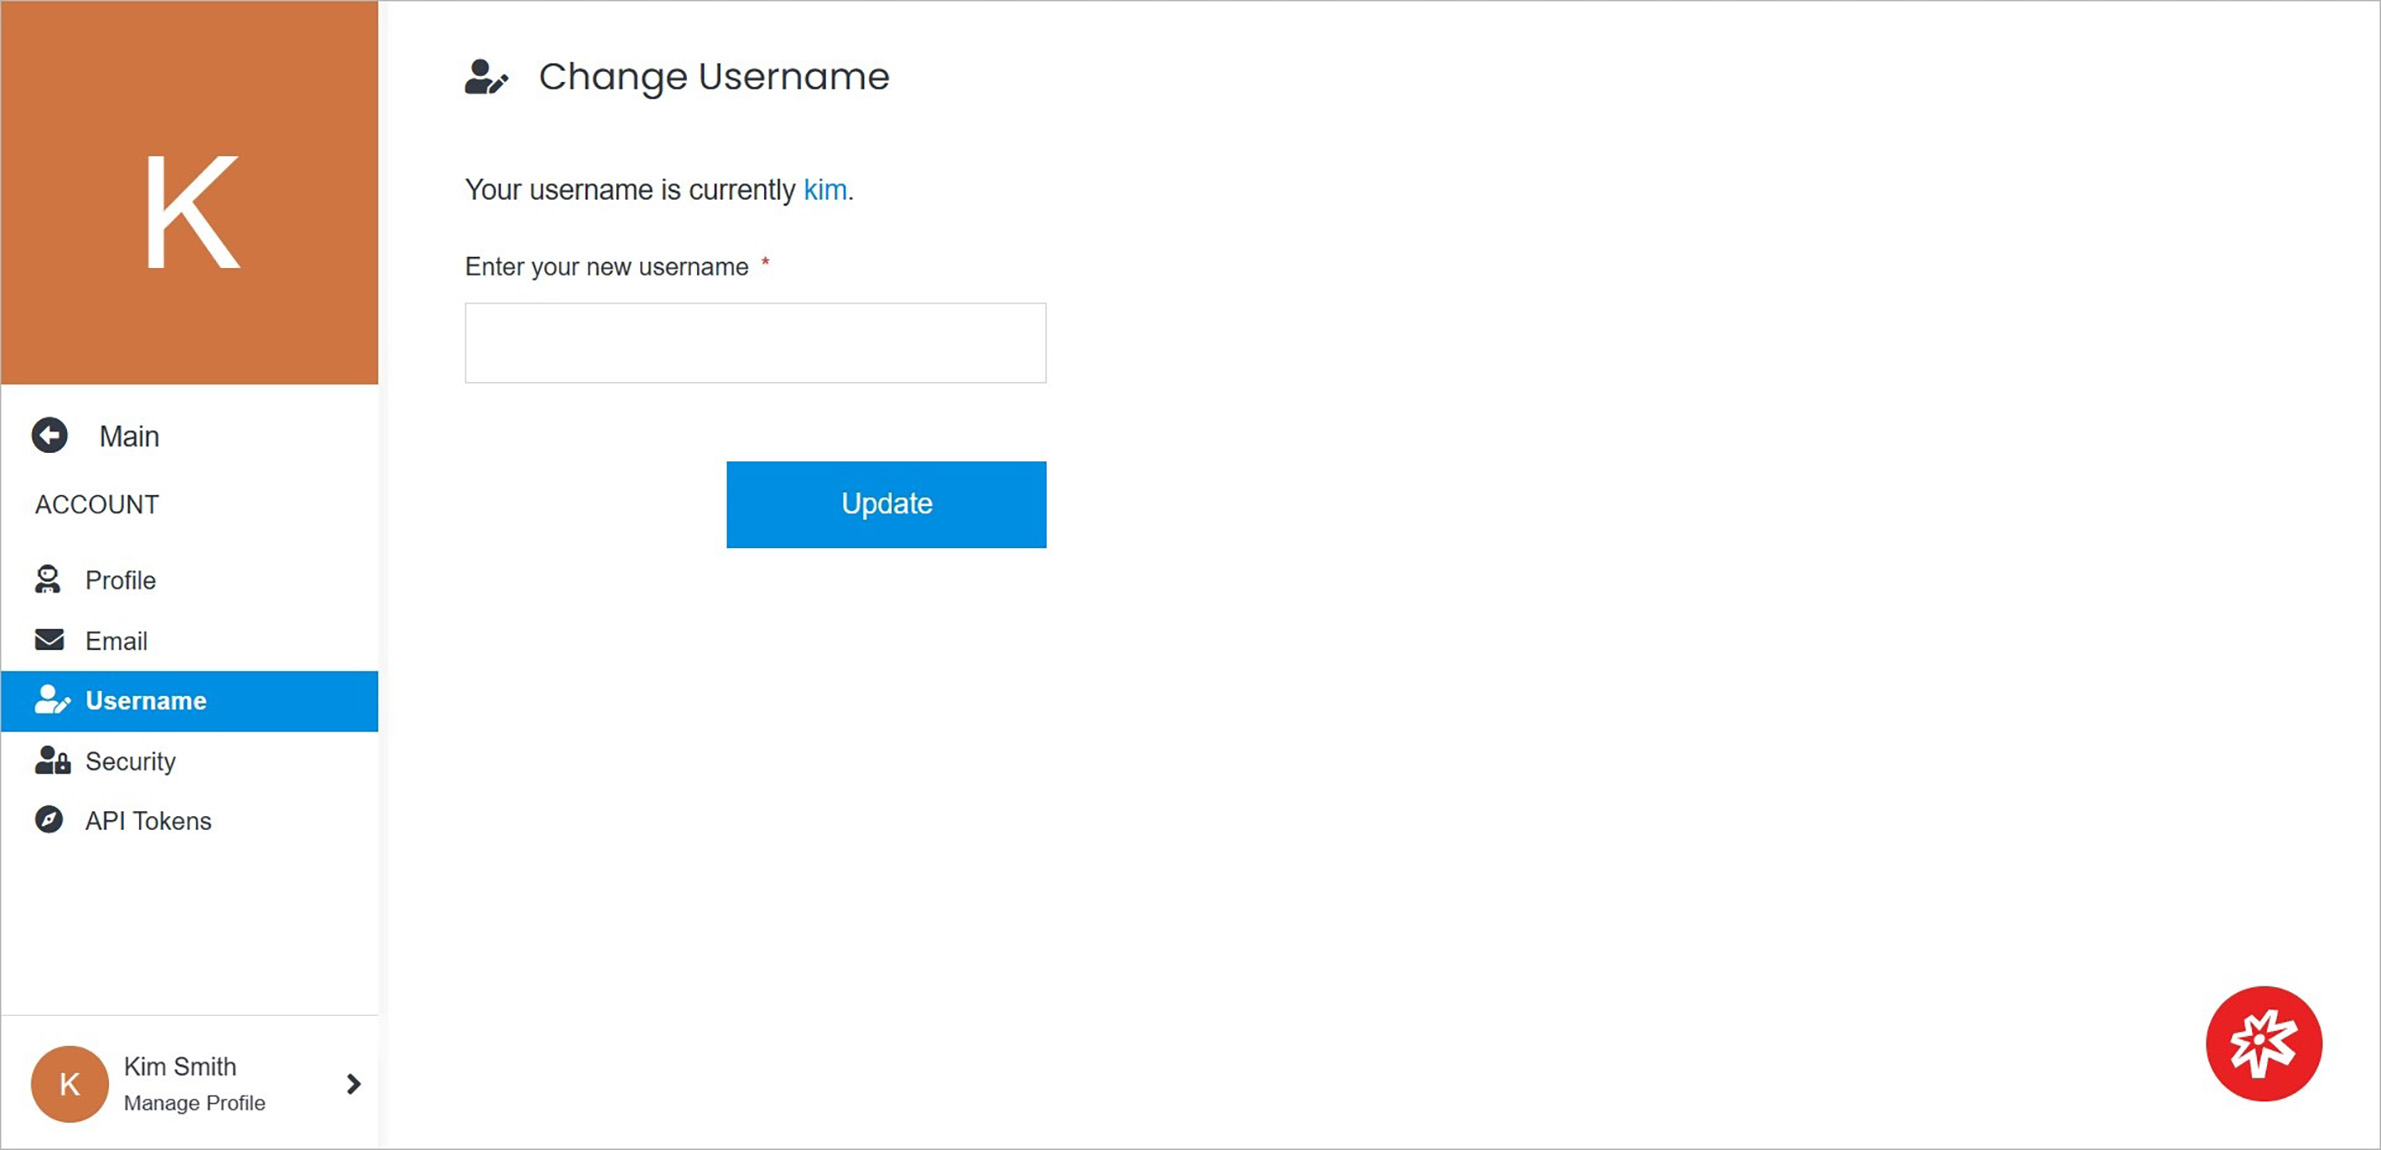 K
Main
ACCOUNT
Profile
Email
Username
Security
API Tokens
K
Kim Smith
Manage Profile
Change Username
Your username is currently kim.
Enter your new username *
Update